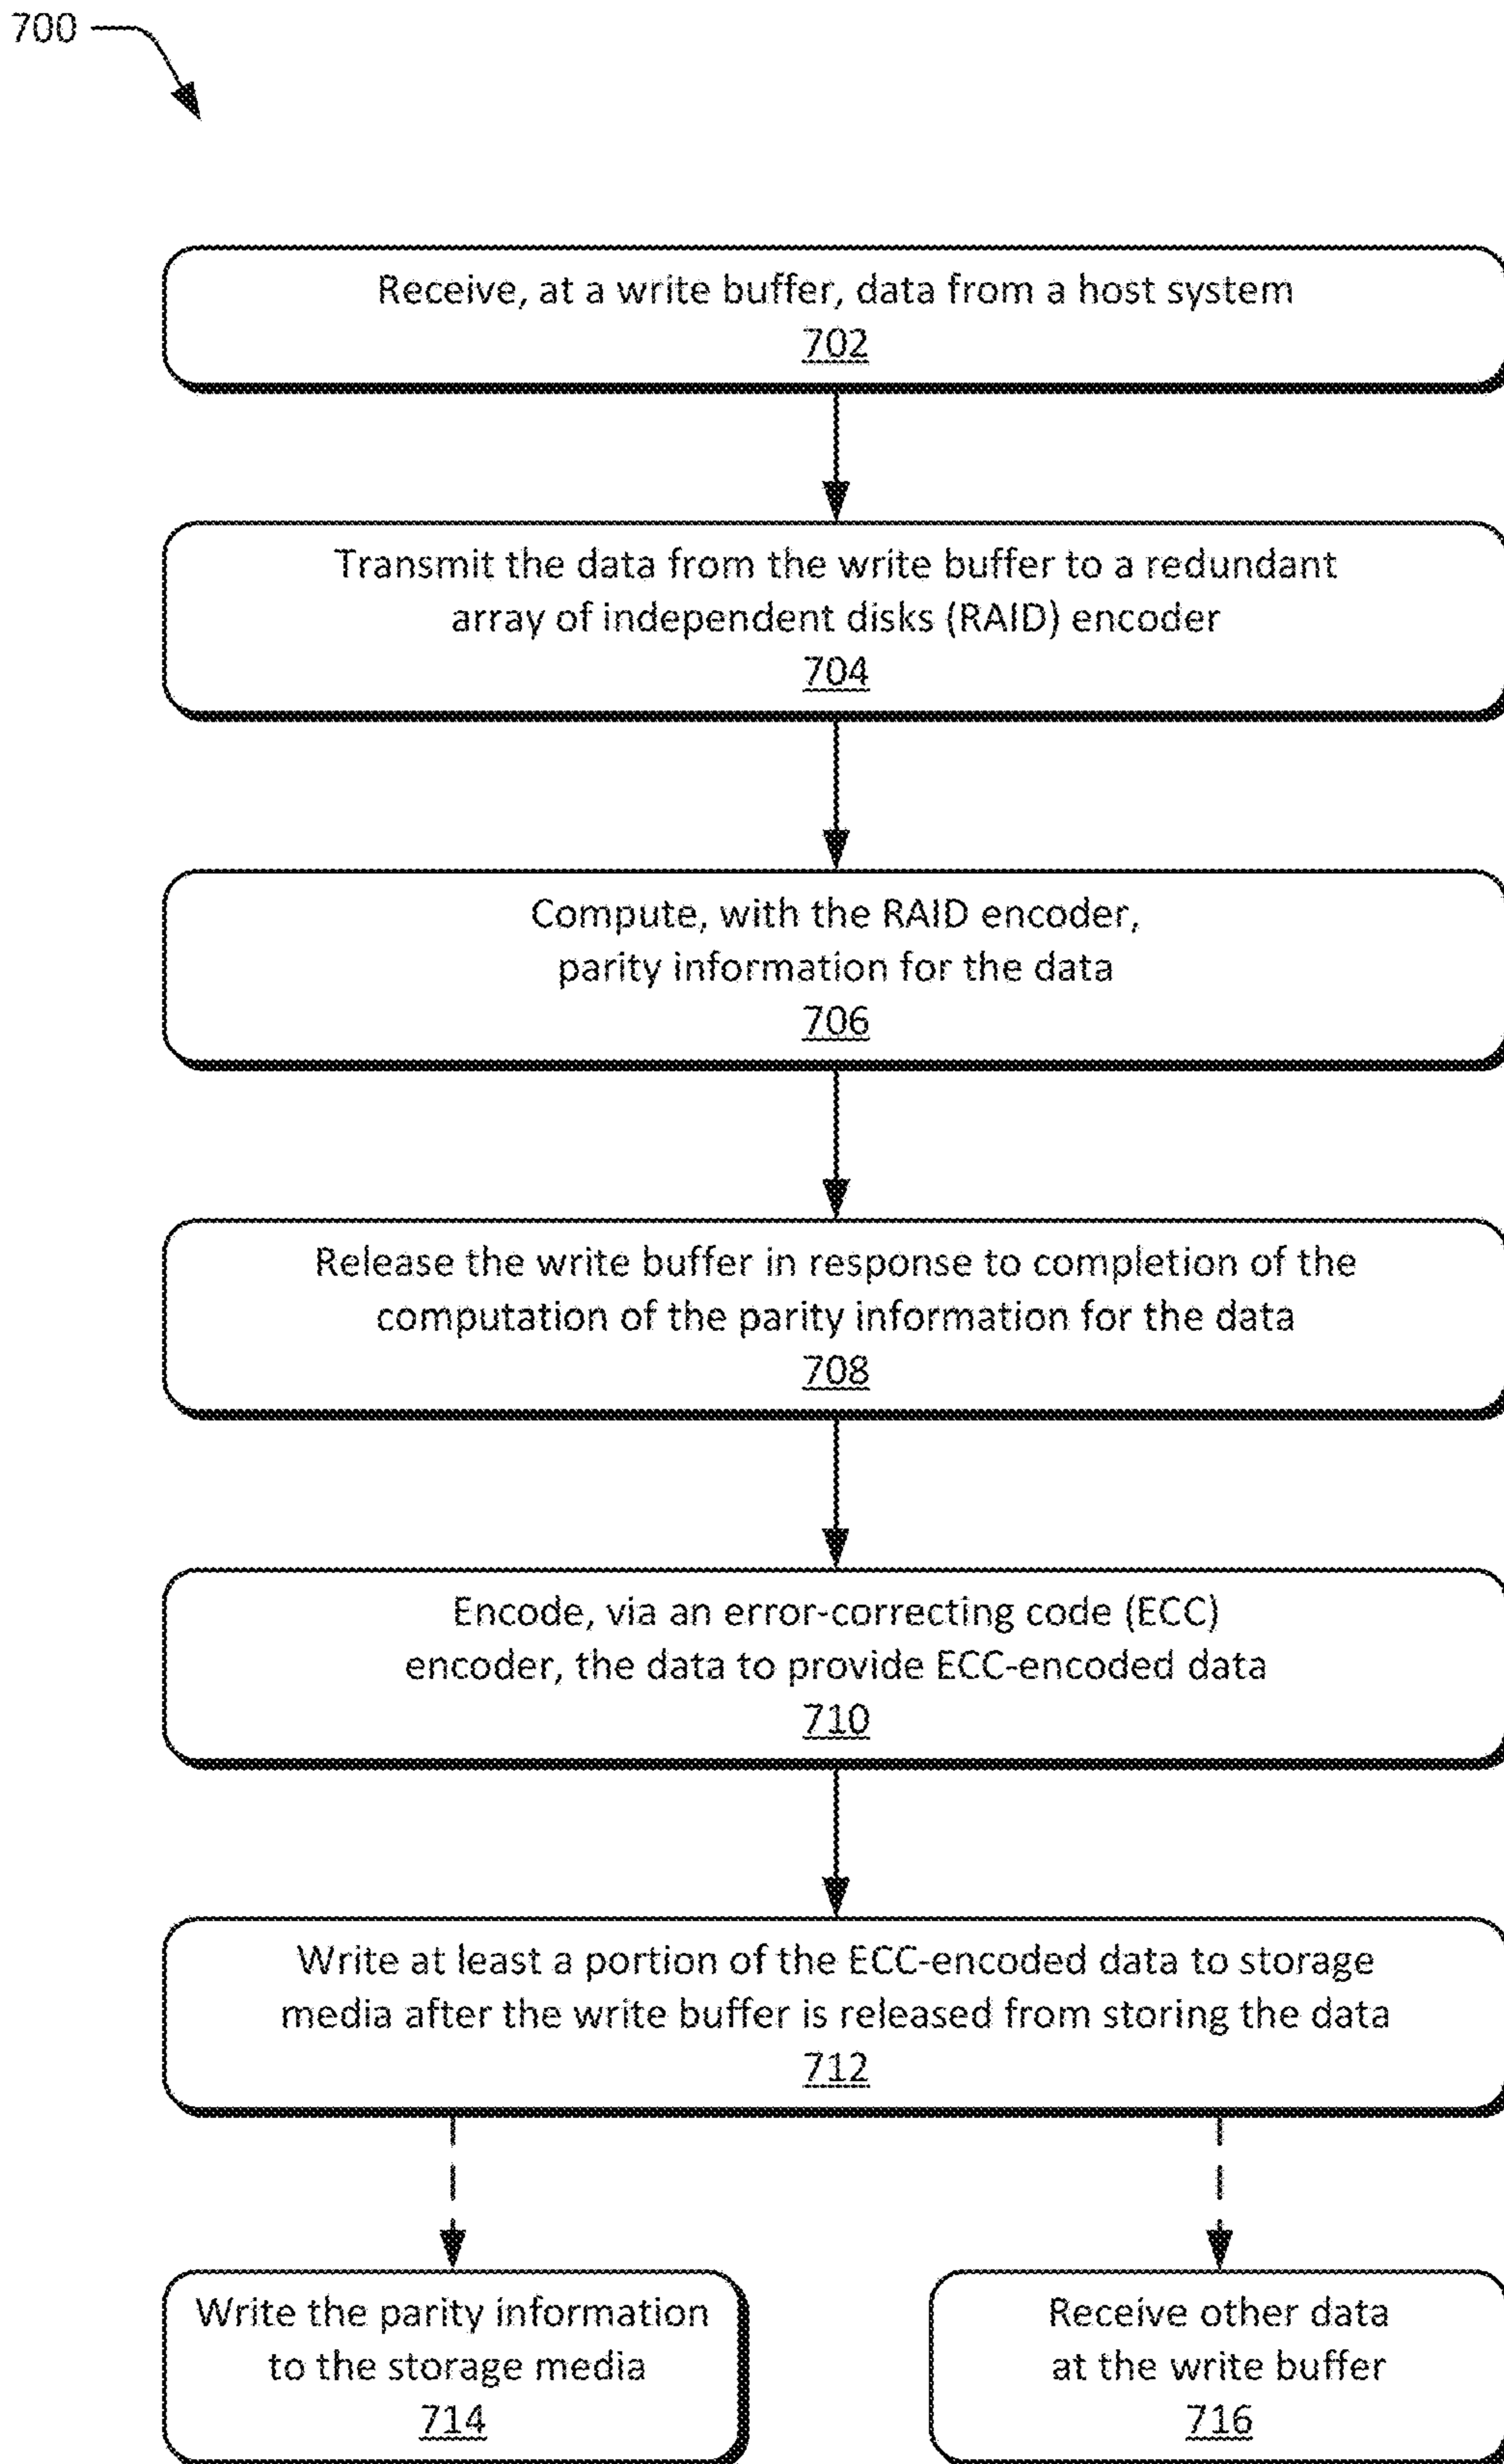 700
Receive, at a write buffer, data from a host system
702
Transmit the data from the write buffer to a redundant
array of independent disks (RAID) encoder
704
Compute, with the RAID encoder,
parity information for the data
706
Release the write buffer in response to completion of the
computation of the parity information for the data
708
Encode, via an error-correcting code (ECC)
encoder, the data to provide ECC-encoded data
710
Write at least a portion of the ECC-encoded data to storage
media after the write buffer is released from storing the data
712
Write the parity information
to the storage media
714
Receive other data
at the write buffer
716